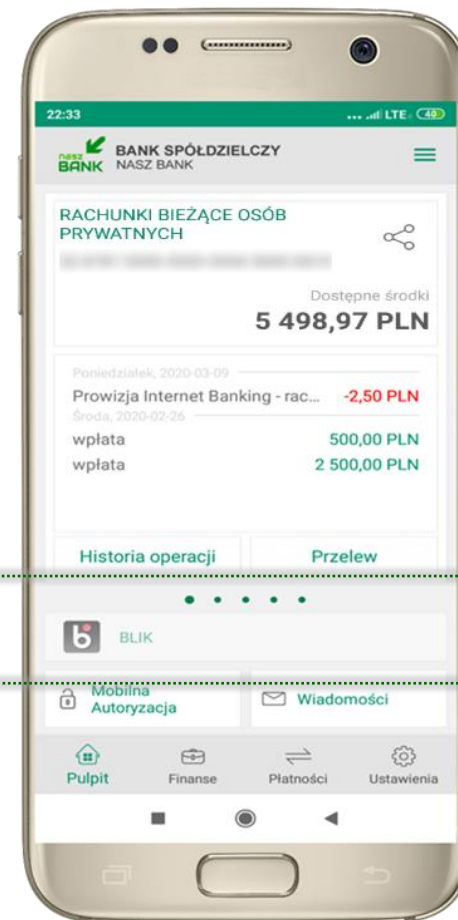 22:33 ... LTE 40
nasz BANK BANK SPÓŁDZIELCZY
NASZ BANK
RACHUNKI BIEŻĄCE OSÓB
PRYWATNYCH
Dostępne środki
5 498,97 PLN
Poniedziałek, 2020-03-09
Prowizja Internet Banking - rac... -2,50 PLN
Środa, 2020-02-26
wpłata 500,00 PLN
wpłata 2 500,00 PLN
Historia operacji Przelew
b BLIK
Mobilna
Autoryzacja Wiadomości
Pulpit Finanse Płatności Ustawienia